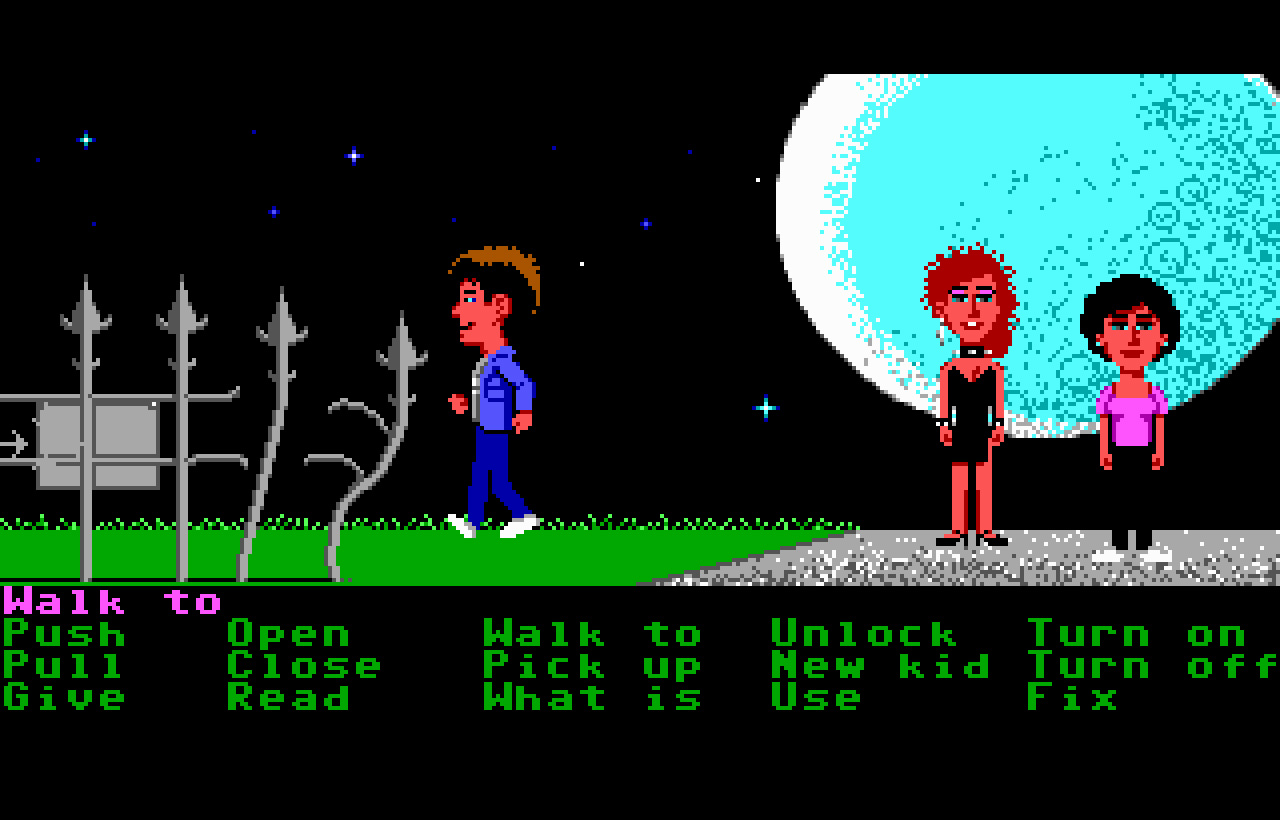 Walk to
Push Open Walk to Unlock Turn on
Pull Close Pick up New kid Turn off
Give Read What is Use Fix